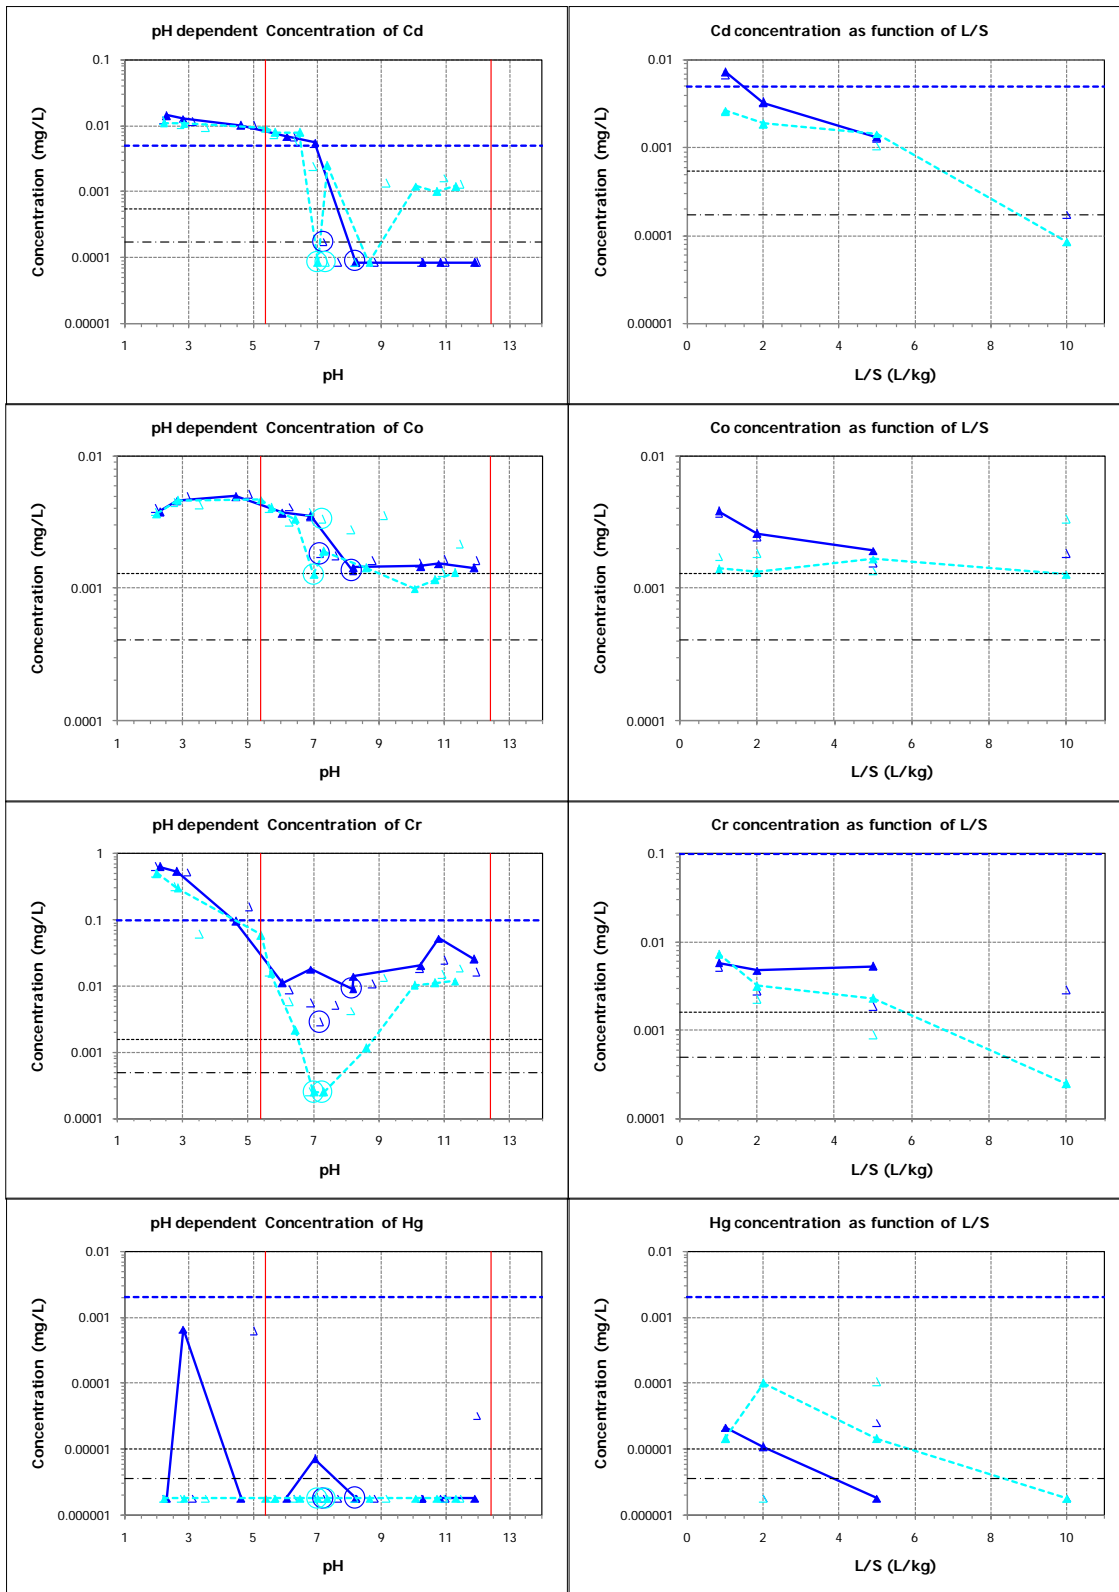 pH dependent Concentration of Cd
Concentration (mg/L)
0.1
0.01
0.001
0.0001
0.00001
1 3 5 7 9 11 13
pH
Cd concentration as function of L/S
Concentration (mg/L)
0.01
0.001
0.0001
0.00001
0 2 4 6 8 10
L/S (L/kg)
pH dependent Concentration of Co
Concentration (mg/L)
0.01
0.001
0.0001
1 3 5 7 9 11 13
pH
Co concentration as function of L/S
Concentration (mg/L)
0.01
0.001
0.0001
0 2 4 6 8 10
L/S (L/kg)
pH dependent Concentration of Cr
Concentration (mg/L)
1
0.1
0.01
0.001
0.0001
1 3 5 7 9 11 13
pH
Cr concentration as function of L/S
Concentration (mg/L)
0.1
0.01
0.001
0.0001
0 2 4 6 8 10
L/S (L/kg)
pH dependent Concentration of Hg
Concentration (mg/L)
0.01
0.001
0.0001
0.00001
0.000001
1 3 5 7 9 11 13
pH
Hg concentration as function of L/S
Concentration (mg/L)
0.01
0.001
0.0001
0.00001
0.000001
0 2 4 6 8 10
L/S (L/kg)